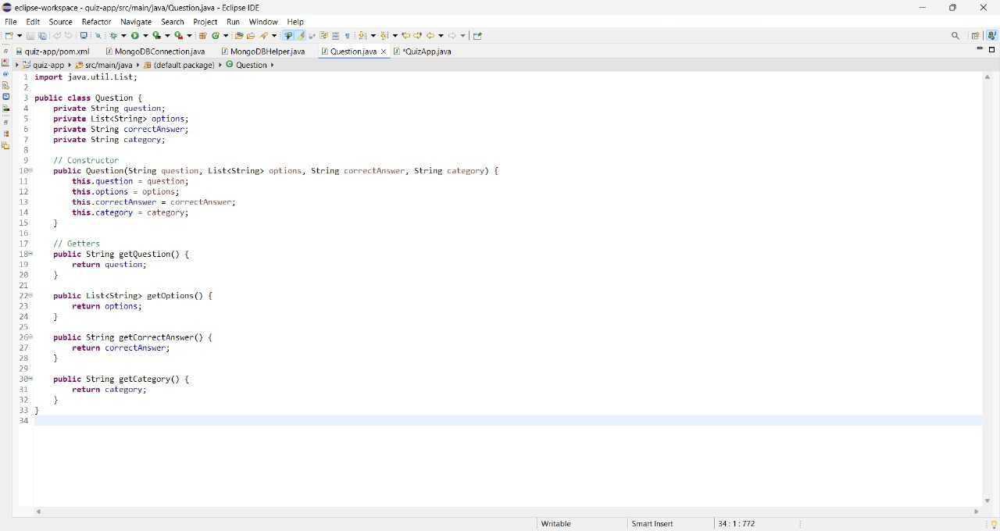 eclipse-workspace - quiz-app/src/main/java/Question.java - Eclipse IDE
File Edit Source Refactor Navigate Search Project Run Window Help
quiz-app/pom.xml MongoDBConnection.java MongoDBHelper.java Question.java *QuizApp.java
quiz-app src/main/java (default package) Question
1 import java.util.List;
2
3 public class Question {
4     private String question;
5     private List<String> options;
6     private String correctAnswer;
7     private String category;
8
9     // Constructor
10     public Question(String question, List<String> options, String correctAnswer, String category) {
11         this.question = question;
12         this.options = options;
13         this.correctAnswer = correctAnswer;
14         this.category = category;
15     }
16
17     // Getters
18     public String getQuestion() {
19         return question;
20     }
21
22     public List<String> getOptions() {
23         return options;
24     }
25
26     public String getCorrectAnswer() {
27         return correctAnswer;
28     }
29
30     public String getCategory() {
31         return category;
32     }
33 }
34
Writable Smart Insert 34 : 1 : 772